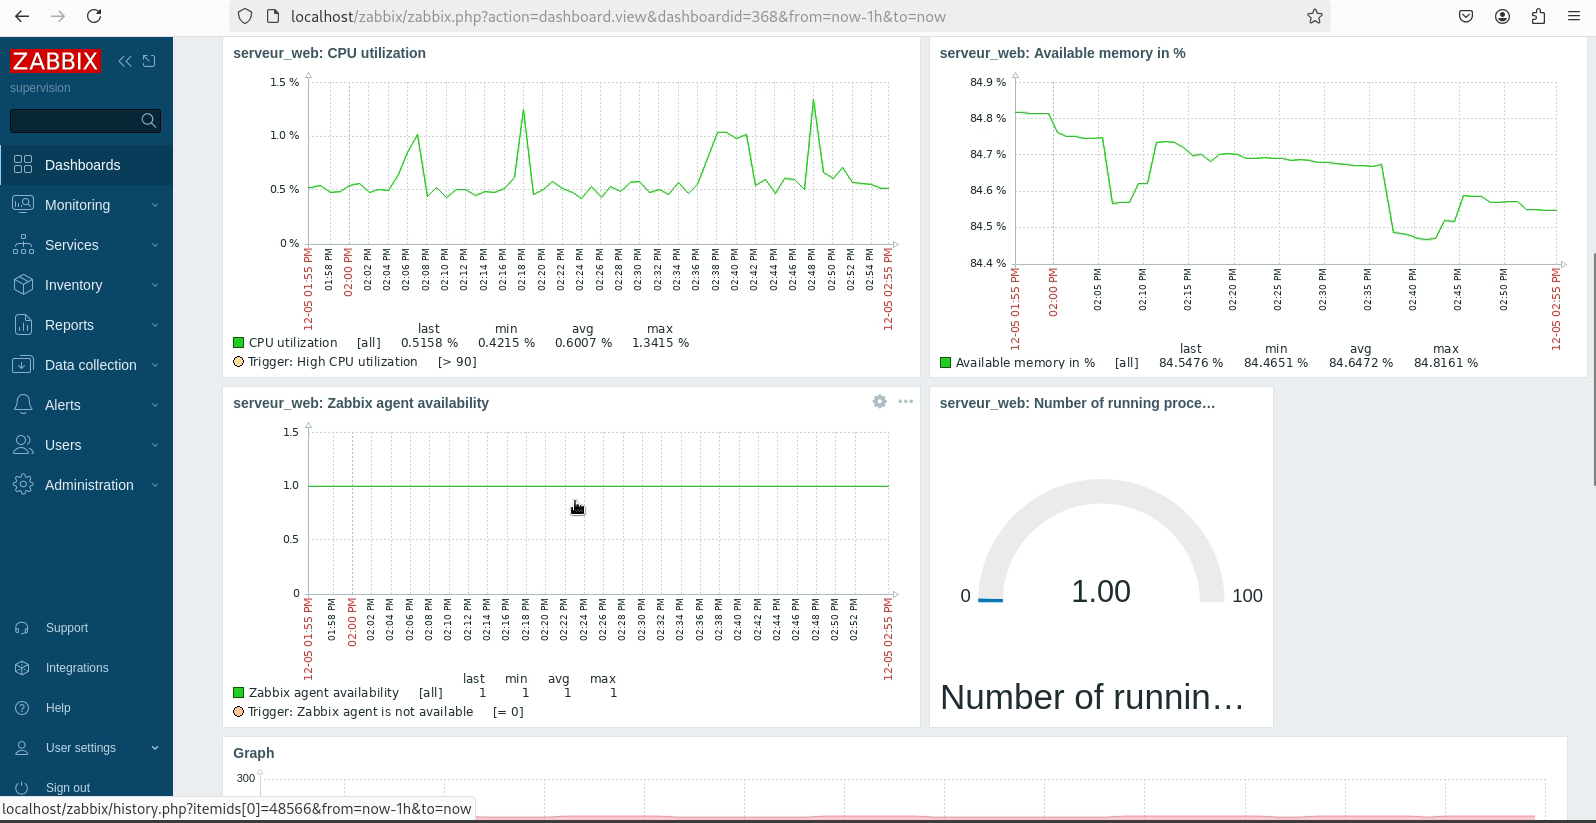 localhost/zabbix/zabbix.php?action=dashboard.view&dashboardid=368&from=now-1h&to=now
ZABBIX
supervision
Dashboards
Monitoring
Services
Inventory
Reports
Data collection
Alerts
Users
Administration
Support
Integrations
Help
User settings
Sign out
serveur_web: CPU utilization
1.5 %
1.0 %
0.5 %
0 %
12-05 01:55 PM
01:58 PM
02:00 PM
02:02 PM
02:04 PM
02:06 PM
02:08 PM
02:10 PM
02:12 PM
02:14 PM
02:16 PM
02:18 PM
02:20 PM
02:22 PM
02:24 PM
02:26 PM
02:28 PM
02:30 PM
02:32 PM
02:34 PM
02:36 PM
02:38 PM
02:40 PM
02:42 PM
02:44 PM
02:46 PM
02:48 PM
02:50 PM
02:52 PM
02:54 PM
12-05 02:55 PM
last min avg max
CPU utilization [all] 0.5158 % 0.4215 % 0.6007 % 1.3415 %
Trigger: High CPU utilization [> 90]
serveur_web: Available memory in %
84.9 %
84.8 %
84.7 %
84.6 %
84.5 %
84.4 %
12-05 01:55 PM
02:00 PM
02:05 PM
02:10 PM
02:15 PM
02:20 PM
02:25 PM
02:30 PM
02:35 PM
02:40 PM
02:45 PM
02:50 PM
12-05 02:55 PM
last min avg max
Available memory in % [all] 84.5476 % 84.4651 % 84.6472 % 84.8161 %
serveur_web: Zabbix agent availability
1.5
1.0
0.5
0
12-05 01:55 PM
01:58 PM
02:00 PM
02:02 PM
02:04 PM
02:06 PM
02:08 PM
02:10 PM
02:12 PM
02:14 PM
02:16 PM
02:18 PM
02:20 PM
02:22 PM
02:24 PM
02:26 PM
02:28 PM
02:30 PM
02:32 PM
02:34 PM
02:36 PM
02:38 PM
02:40 PM
02:42 PM
02:44 PM
02:46 PM
02:48 PM
02:50 PM
02:52 PM
12-05 02:55 PM
last min avg max
Zabbix agent availability [all] 1 1 1 1
Trigger: Zabbix agent is not available [= 0]
serveur_web: Number of running proce…
0
1.00
100
Number of runnin…
Graph
300
localhost/zabbix/history.php?itemids[0]=48566&from=now-1h&to=now